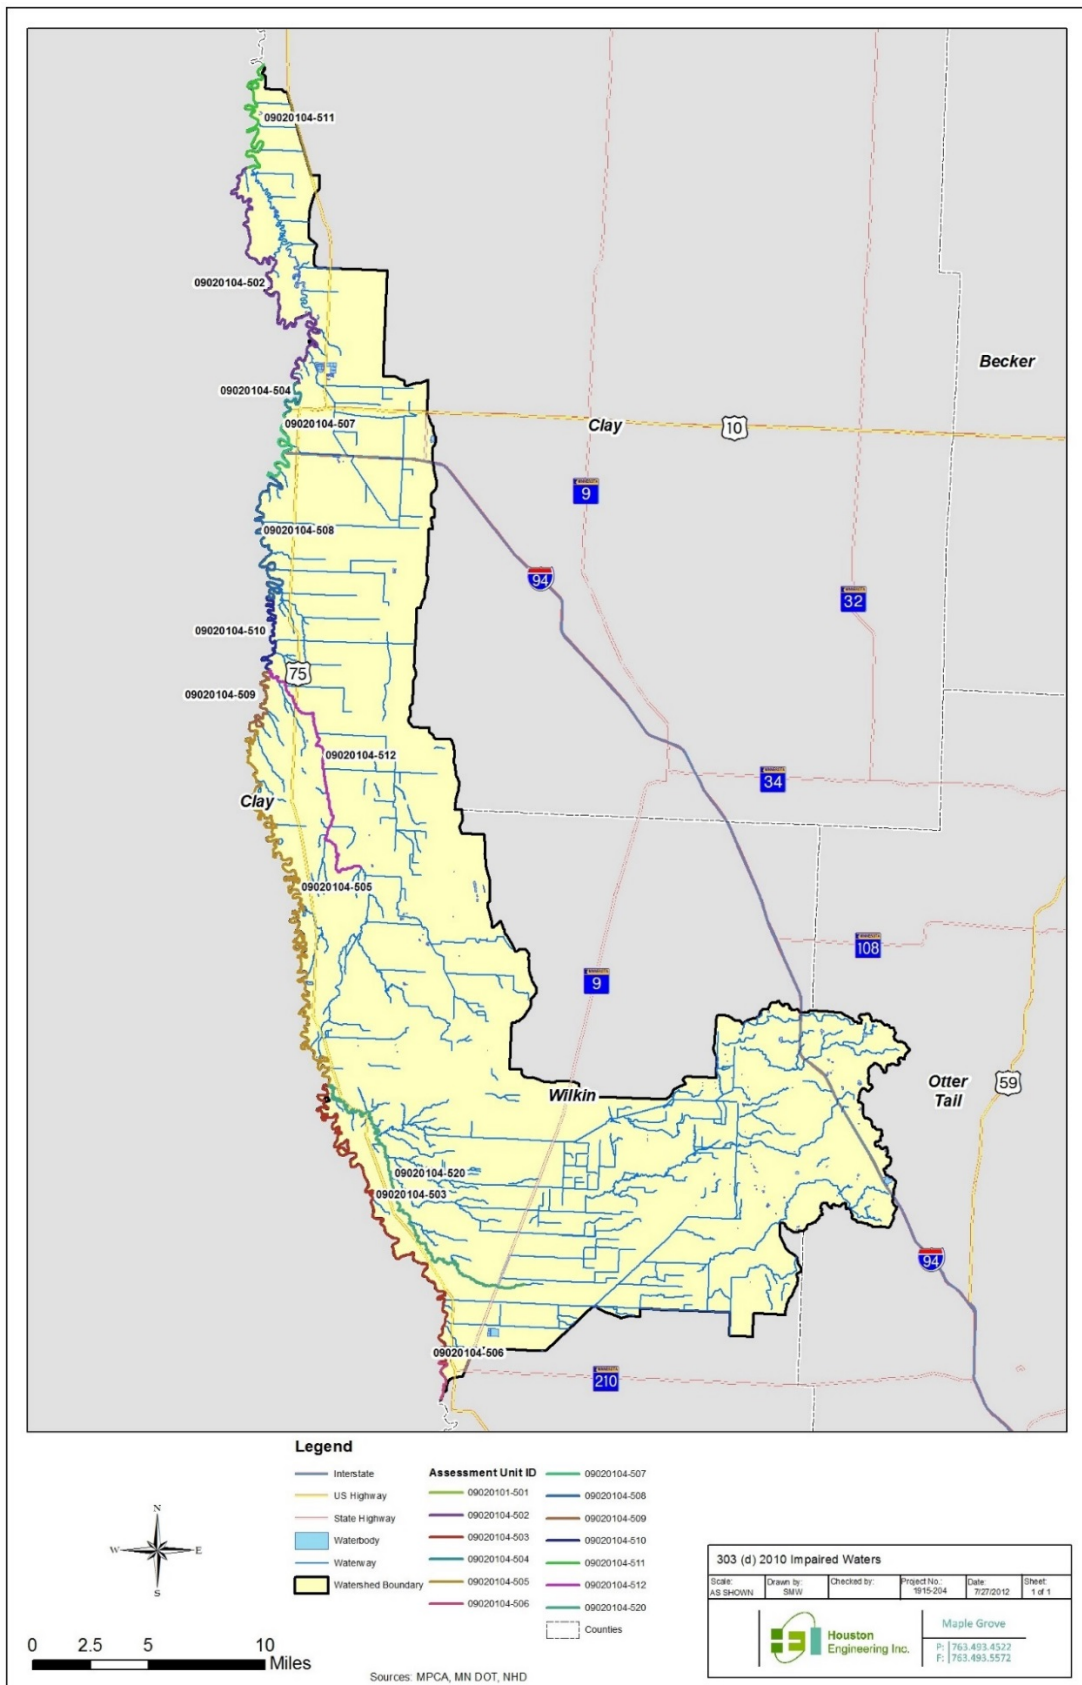 09020104-511
09020104-502
Becker
09020104-504
09020104-507
Clay
10
9
09020104-508
94
32
09020104-510
75
09020104-509
09020104-512
34
Clay
09020104-505
108
9
Wilkin
Otter
Tail
59
09020104-520
09020104-503
94
09020104-506
210
Legend
Interstate
US Highway
State Highway
Waterbody
Waterway
Watershed Boundary
Assessment Unit ID
09020101-501
09020104-502
09020104-503
09020104-504
09020104-505
09020104-506
09020104-507
09020104-508
09020104-509
09020104-510
09020104-511
09020104-512
09020104-520
Counties
N
W E
S
0 2.5 5 10
Miles
Sources: MPCA, MN DOT, NHD
303 (d) 2010 Impaired Waters
Scale: Drawn by: Checked by: Project No.: Date: Sheet:
AS SHOWN SMW 1915-204 7/27/2012 1 of 1
Houston
Engineering Inc.
Maple Grove
P: 763.493.4522
F: 763.493.5572